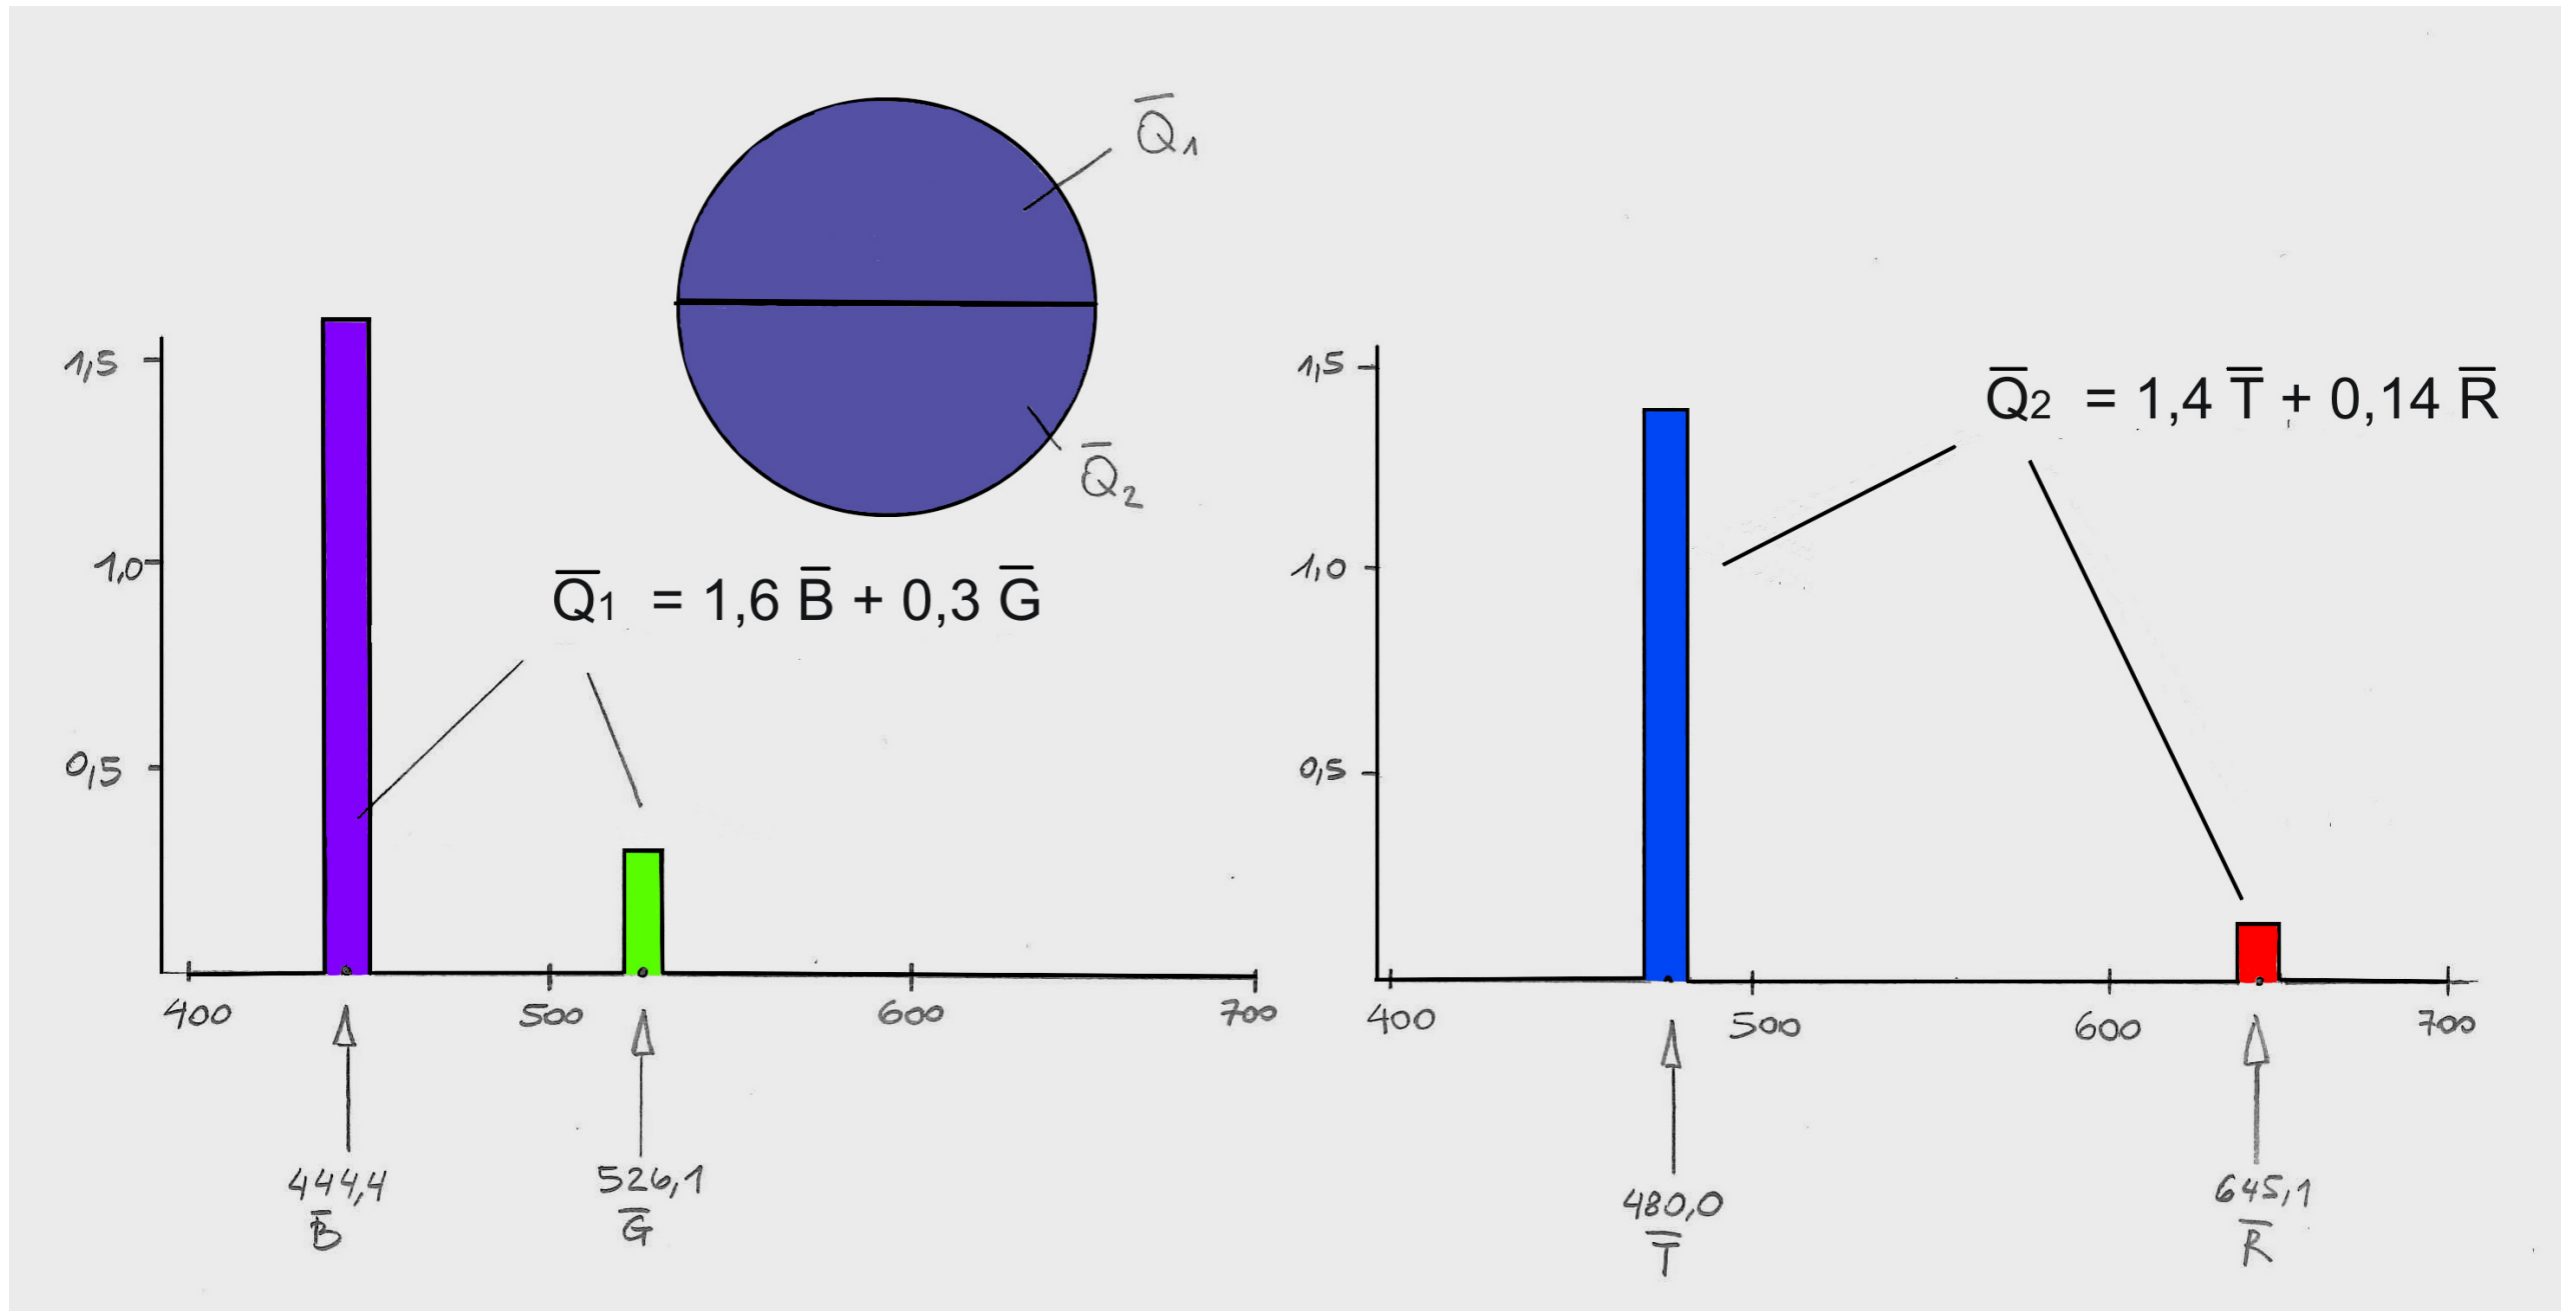 Q̅1
Q̅2
1,5
1,0
0,5
Q̅1 = 1,6 B̅ + 0,3 G̅
400 500 600 700
444,4
B̅
526,1
G̅
1,5
1,0
0,5
Q̅2 = 1,4 T̅ + 0,14 R̅
400 500 600 700
480,0
T̅
645,1
R̅